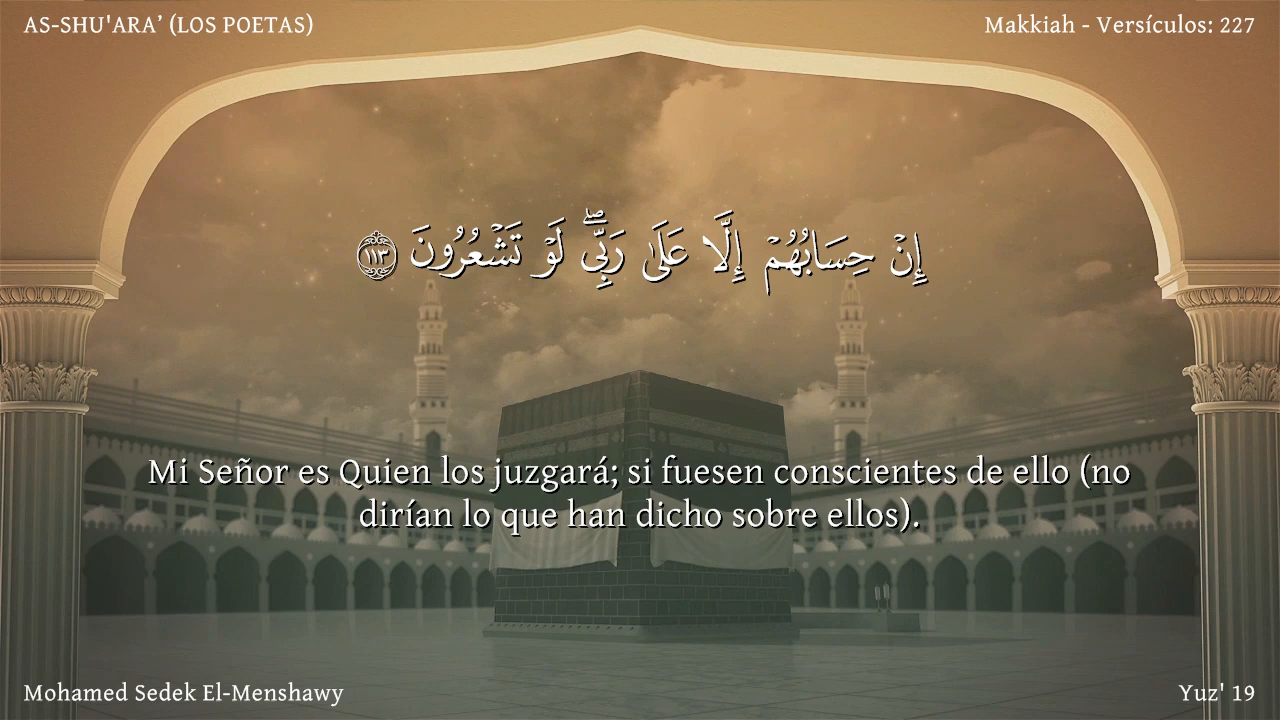 AS-SHU'ARA’ (LOS POETAS)
Makkiah - Versículos: 227
إِنۡ حِسَابُهُمۡ إِلَّا عَلَىٰ رَبِّيۖ لَوۡ تَشۡعُرُونَ ١١٣
Mi Señor es Quien los juzgará; si fuesen conscientes de ello (no
dirían lo que han dicho sobre ellos).
Mohamed Sedek El-Menshawy
Yuz' 19